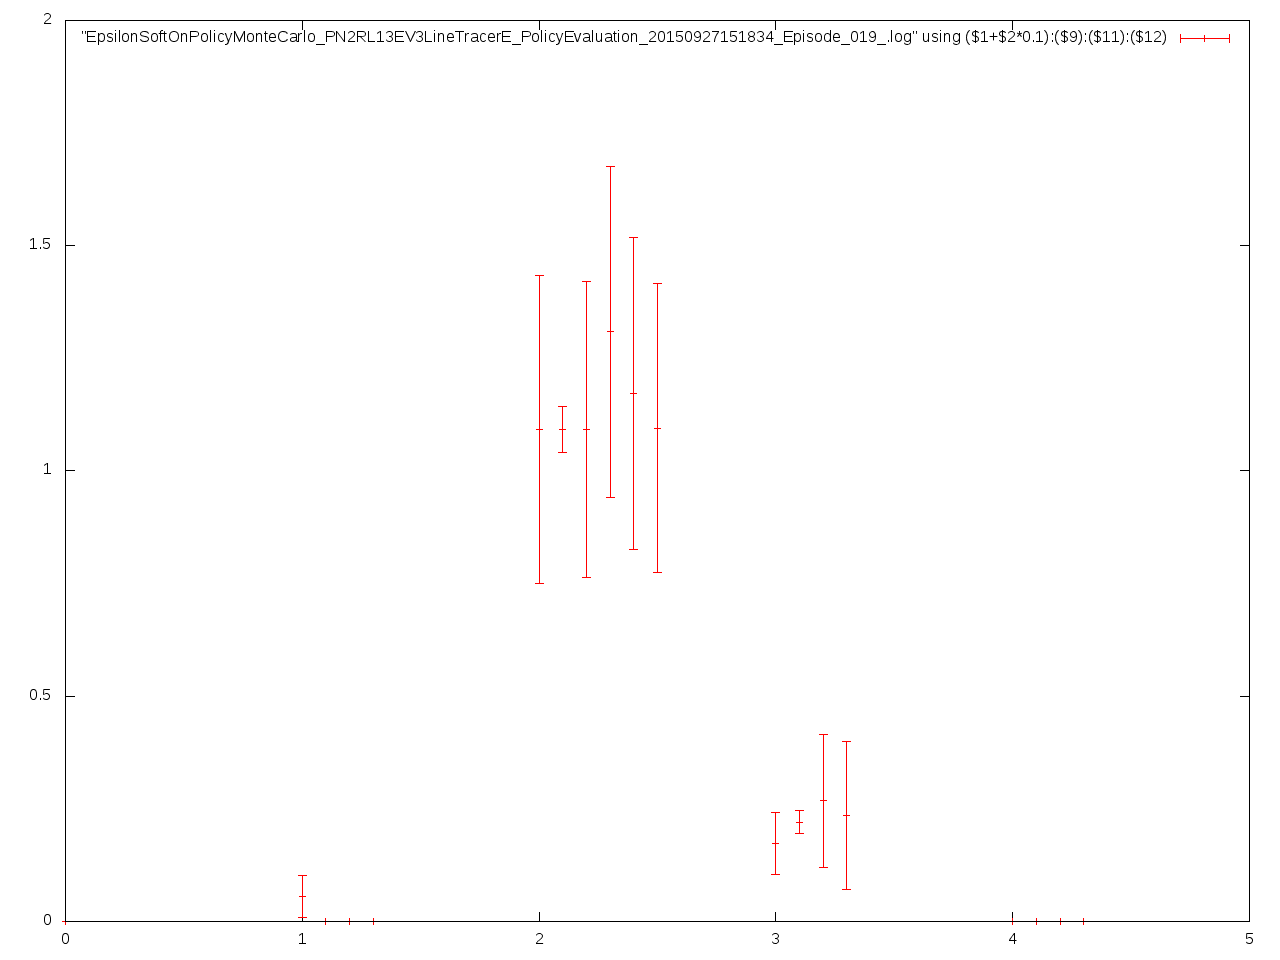 2
"EpsilonSoftOnPolicyMonteCarlo_PN2RL13EV3LineTracerE_PolicyEvaluation_20150927151834_Episode_019_.log" using ($1+$2*0.1):($9):($11):($12)
1.5
1
0.5
0
0 1 2 3 4 5